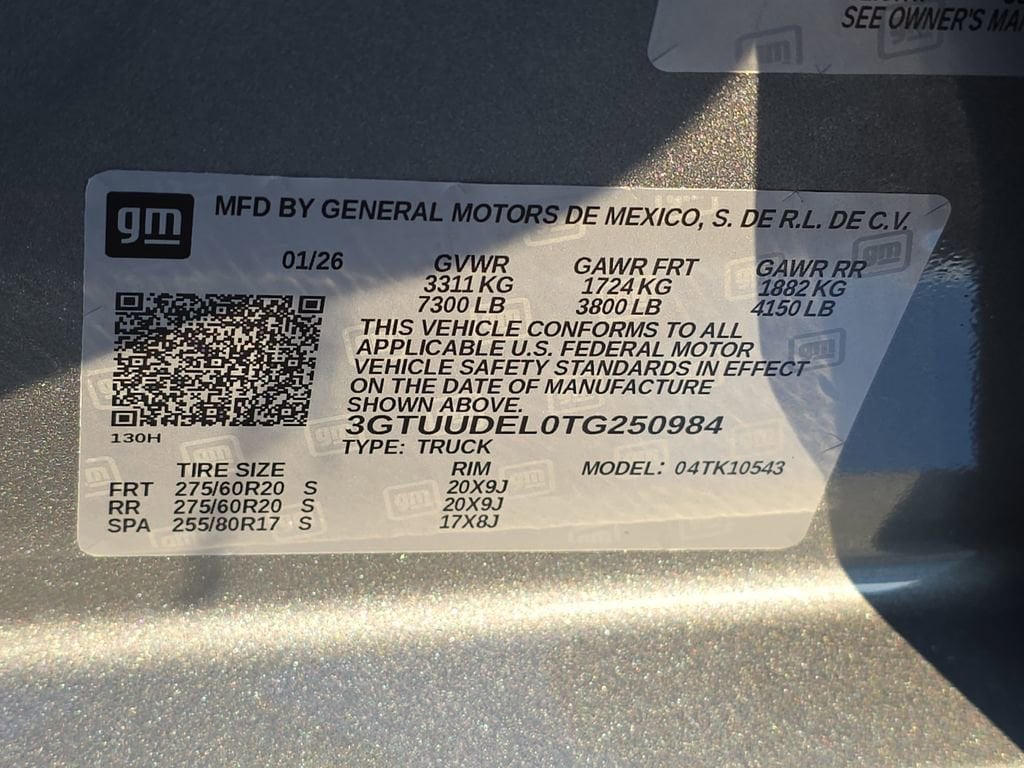 SEE OWNER'S
gm
MFD BY GENERAL MOTORS DE MEXICO, S. DE R.L. DE C.V.
01/26 GVWR GAWR FRT GAWR RR
3311 KG 1724 KG 1882 KG
7300 LB 3800 LB 4150 LB
THIS VEHICLE CONFORMS TO ALL
APPLICABLE U.S. FEDERAL MOTOR
VEHICLE SAFETY STANDARDS IN EFFECT
ON THE DATE OF MANUFACTURE
SHOWN ABOVE.
3GTUUDEL0TG250984
130H
TYPE: TRUCK
TIRE SIZE RIM MODEL: 04TK10543
FRT 275/60R20 S 20X9J
RR 275/60R20 S 20X9J
SPA 255/80R17 S 17X8J